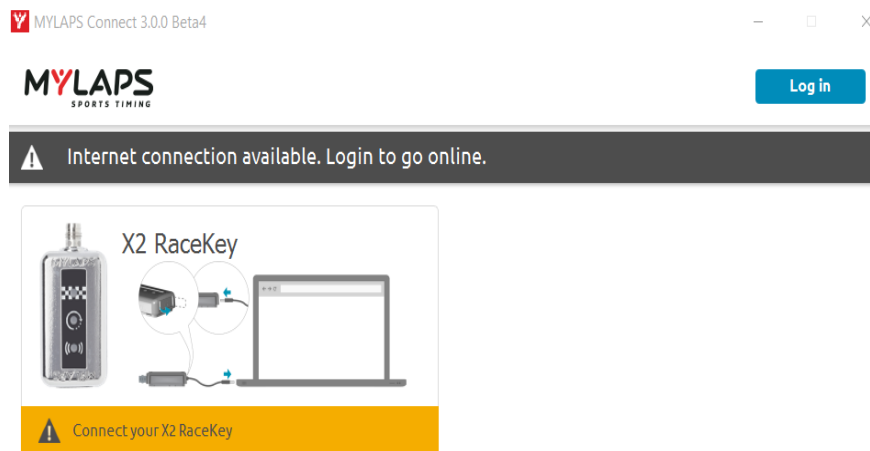 MYLAPS Connect 3.0.0 Beta4
MYLAPS
SPORTS TIMING
Log in
Internet connection available. Login to go online.
X2 RaceKey
Connect your X2 RaceKey